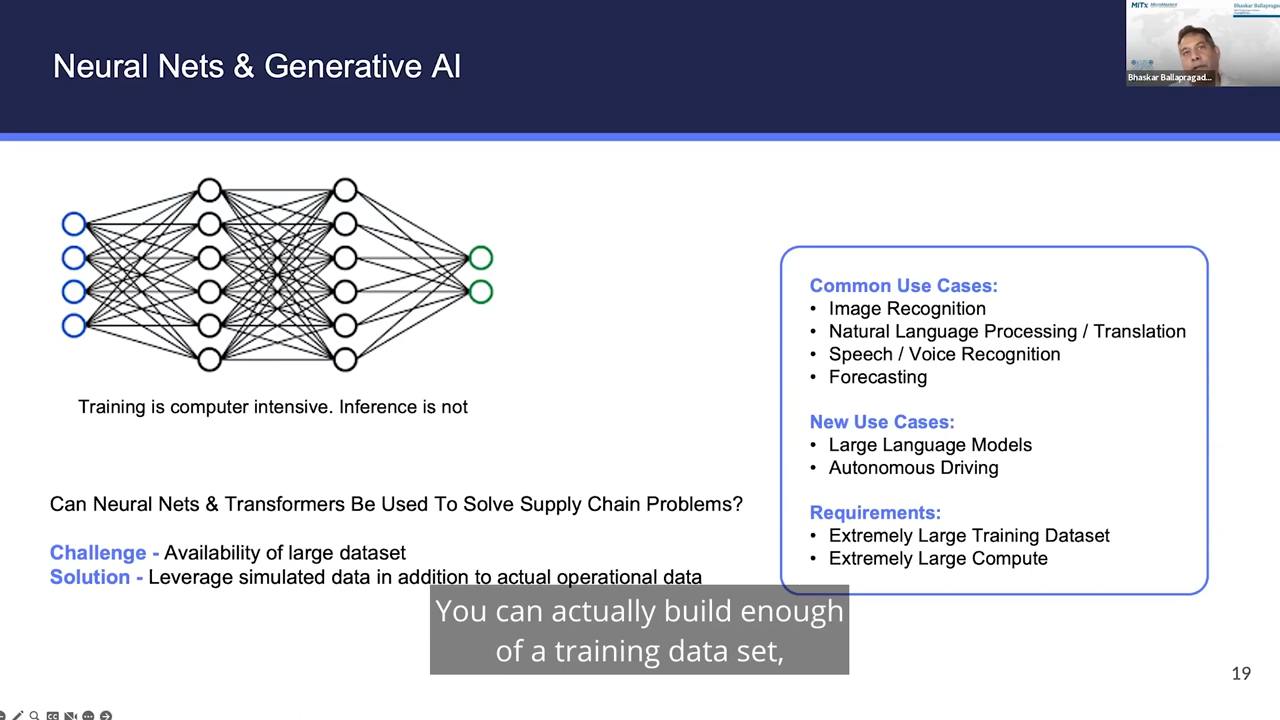 Neural Nets & Generative AI
MITx MicroMasters
Bhaskar Ballapragad...
Training is computer intensive. Inference is not
Can Neural Nets & Transformers Be Used To Solve Supply Chain Problems?
Challenge - Availability of large dataset
Solution - Leverage simulated data in addition to actual operational data
Common Use Cases:
• Image Recognition
• Natural Language Processing / Translation
• Speech / Voice Recognition
• Forecasting
New Use Cases:
• Large Language Models
• Autonomous Driving
Requirements:
• Extremely Large Training Dataset
• Extremely Large Compute
You can actually build enough
of a training data set,
19